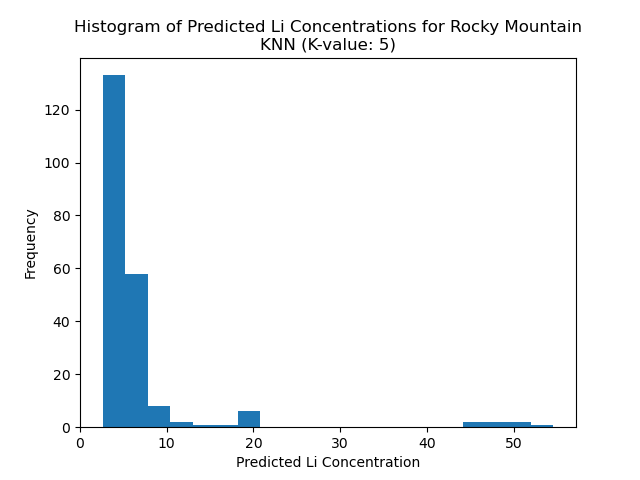 Histogram of Predicted Li Concentrations for Rocky Mountain
KNN (K-value: 5)
Frequency
120
100
80
60
40
20
0
0 10 20 30 40 50
Predicted Li Concentration